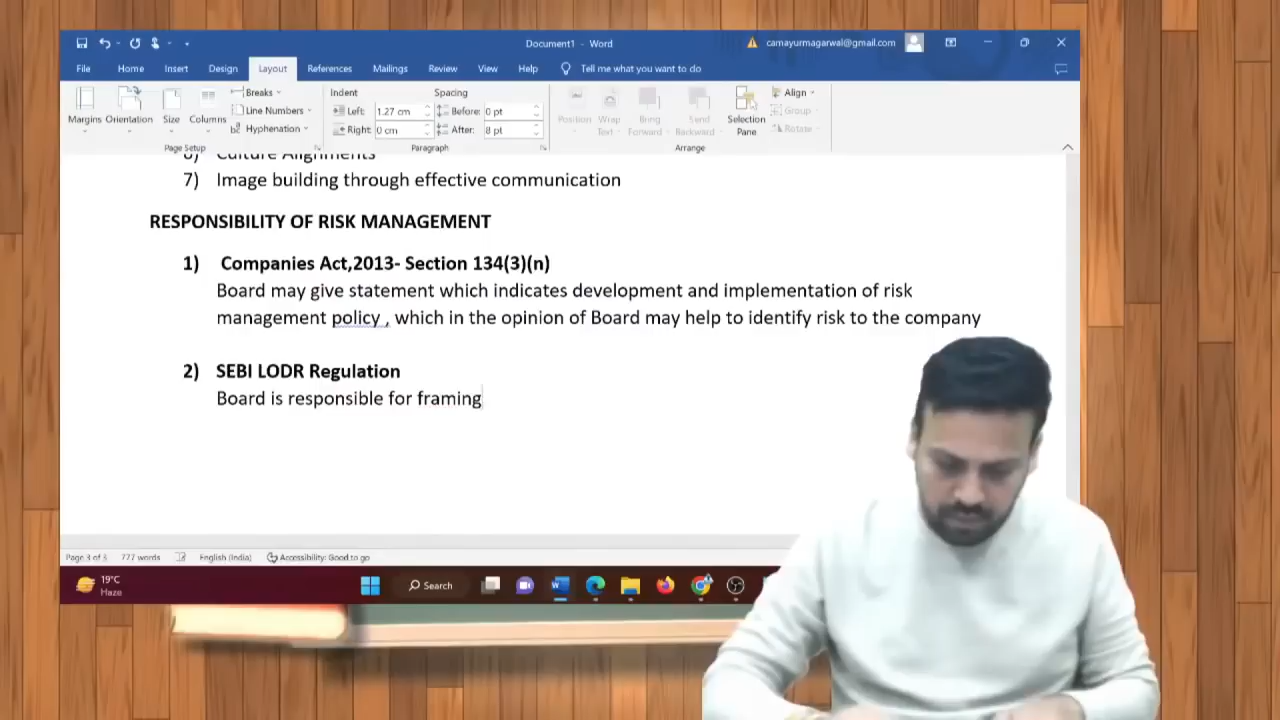 Document1 - Word
camayurmagarwal@gmail.com
File Home Insert Design Layout References Mailings Review View Help Tell me what you want to do
Margins Orientation Size Columns
Breaks
Line Numbers
Hyphenation
Page Setup
Indent Spacing
Left: 1.27 cm Before: 0 pt
Right: 0 cm After: 8 pt
Paragraph
Position Wrap Text Bring Forward Send Backward Selection Pane
Align
Group
Rotate
Arrange
6) Culture Alignments
7) Image building through effective communication
RESPONSIBILITY OF RISK MANAGEMENT
1) Companies Act,2013- Section 134(3)(n)
Board may give statement which indicates development and implementation of risk
management policy , which in the opinion of Board may help to identify risk to the company
2) SEBI LODR Regulation
Board is responsible for framing
Page 3 of 3 777 words English (India) Accessibility: Good to go
19°C
Haze
Search